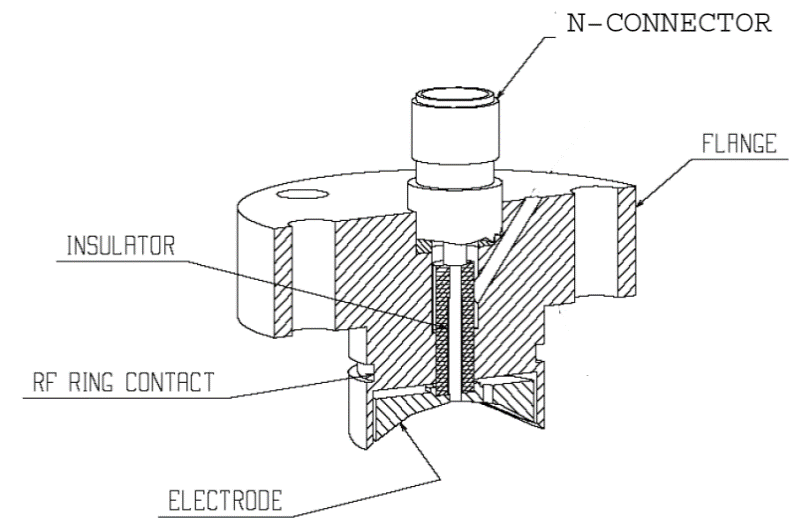 N-CONNECTOR
FLANGE
INSULATOR
RF RING CONTACT
ELECTRODE